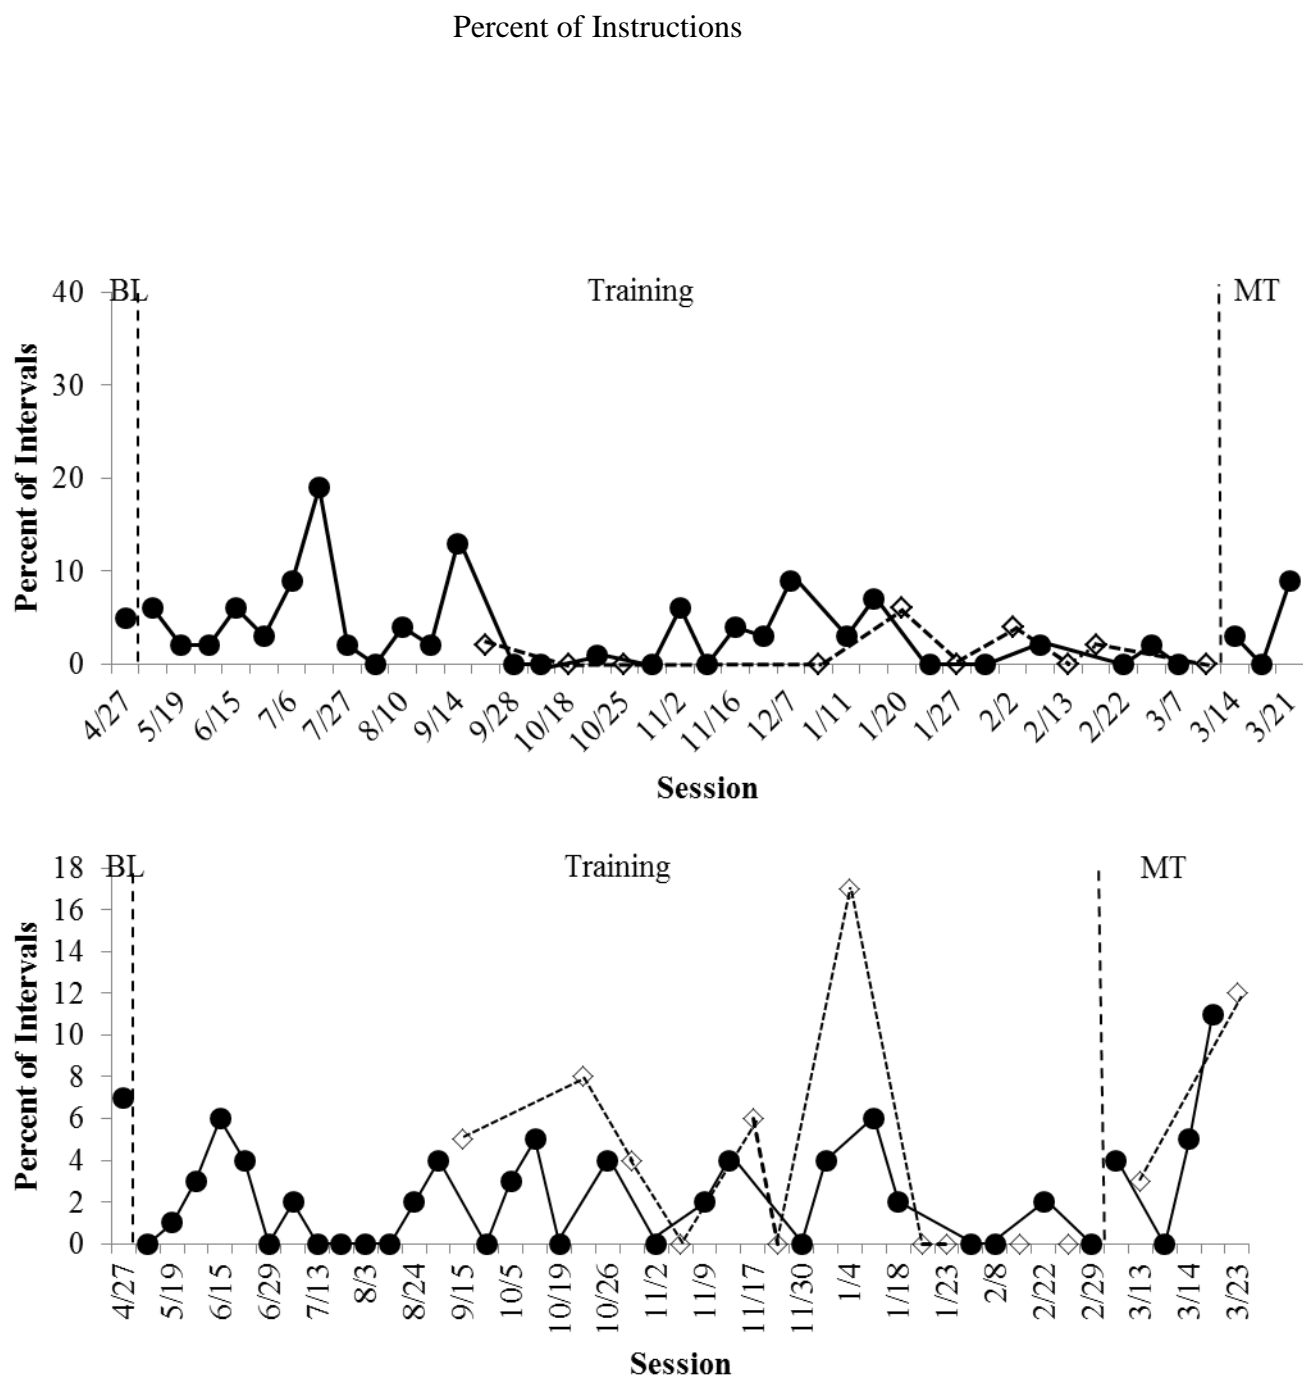 Percent of Instructions
BL Training MT
Percent of Intervals
40
30
20
10
0
4/27 5/19 6/15 7/6 7/27 8/10 9/14 9/28 10/18 10/25 11/2 11/16 12/7 1/11 1/20 1/27 2/2 2/13 2/22 3/7 3/14 3/21
Session
BL Training MT
Percent of Intervals
18
16
14
12
10
8
6
4
2
0
4/27 5/19 6/15 6/29 7/13 8/3 8/24 9/15 10/5 10/19 10/26 11/2 11/9 11/17 11/30 1/4 1/18 1/23 2/8 2/22 2/29 3/13 3/14 3/23
Session